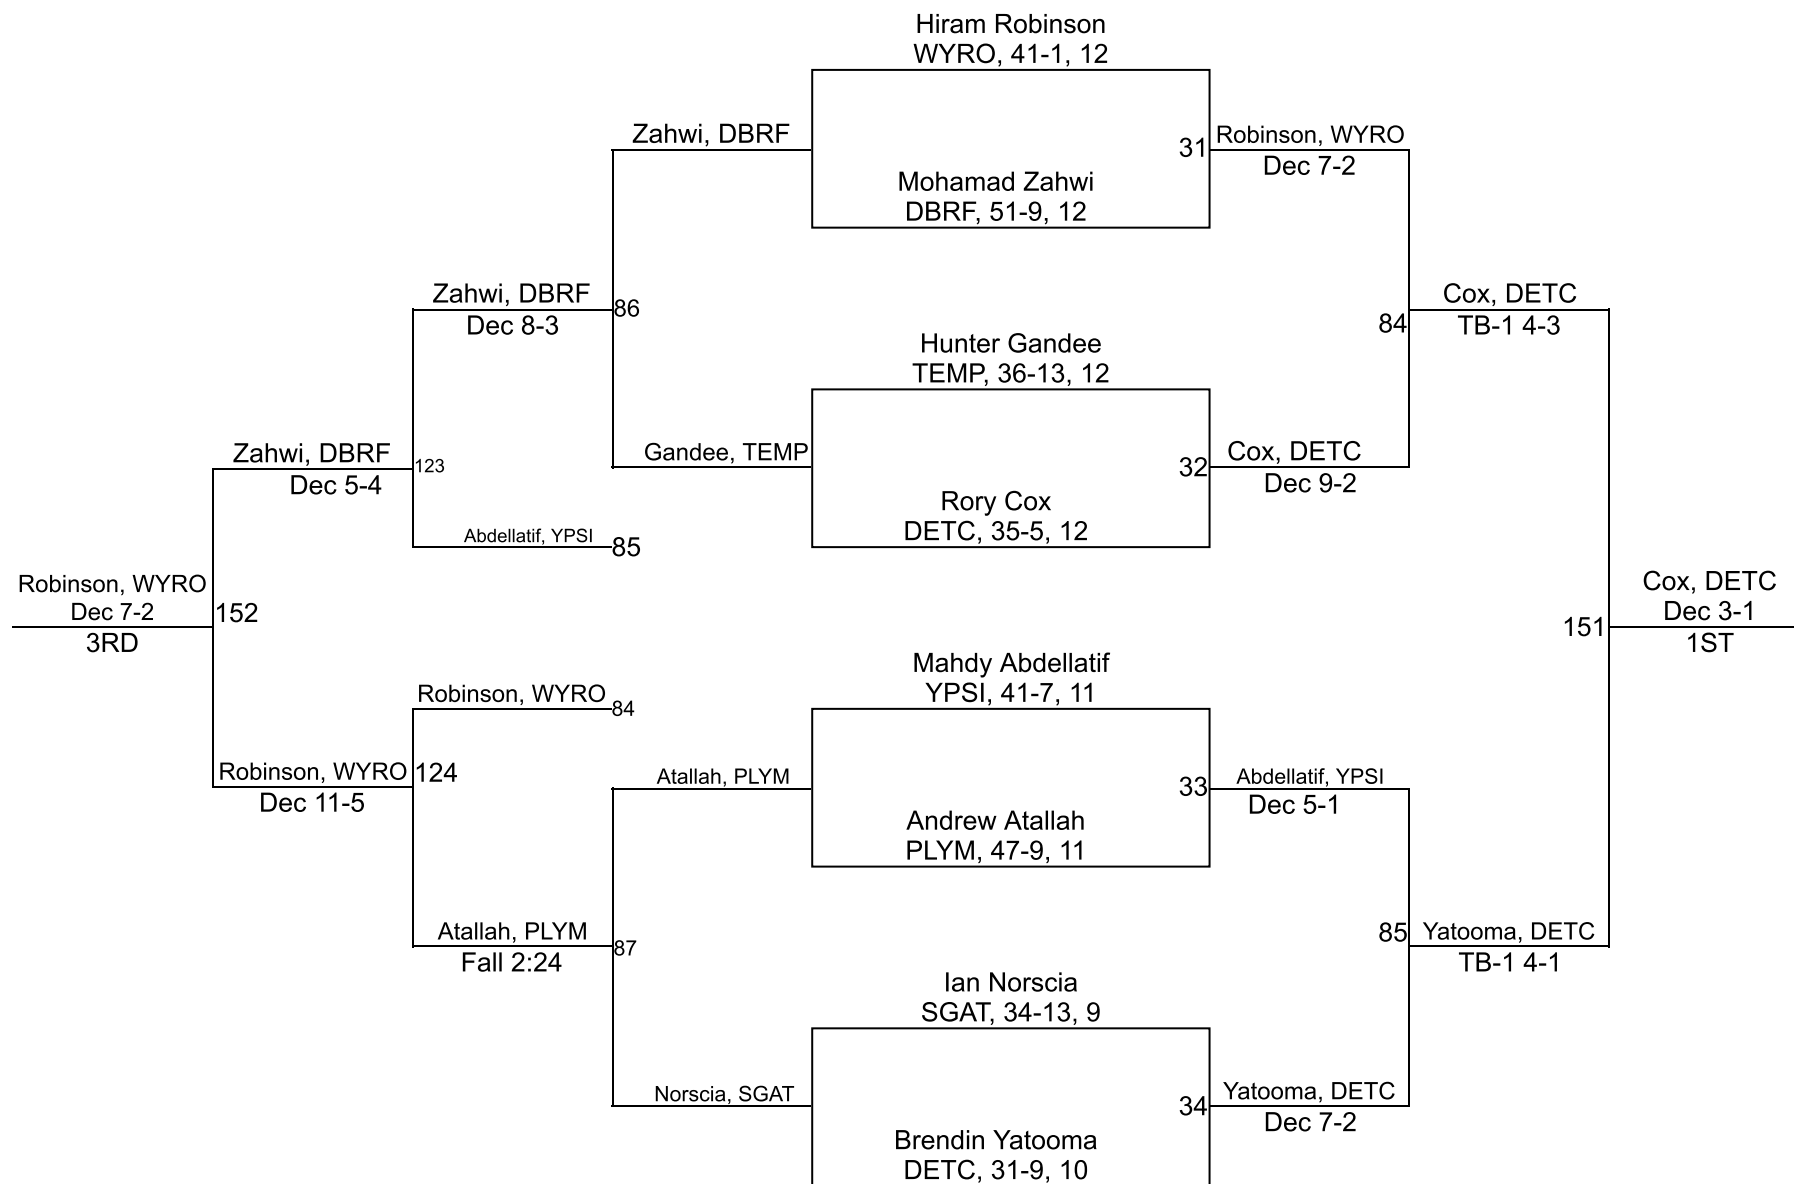 Hiram Robinson
WYRO, 41-1, 12
Zahwi, DBRF
31
Robinson, WYRO
Dec 7-2
Mohamad Zahwi
DBRF, 51-9, 12
Zahwi, DBRF
Dec 8-3
86
Cox, DETC
TB-1 4-3
84
Hunter Gandee
TEMP, 36-13, 12
Zahwi, DBRF
Dec 5-4
123
Gandee, TEMP
32
Cox, DETC
Dec 9-2
Rory Cox
DETC, 35-5, 12
Abdellatif, YPSI
85
Robinson, WYRO
Dec 7-2
3RD
152
151
Cox, DETC
Dec 3-1
1ST
Mahdy Abdellatif
YPSI, 41-7, 11
Robinson, WYRO
84
Robinson, WYRO
Dec 11-5
124
Atallah, PLYM
33
Abdellatif, YPSI
Dec 5-1
Andrew Atallah
PLYM, 47-9, 11
Atallah, PLYM
Fall 2:24
87
85
Yatooma, DETC
TB-1 4-1
Ian Norscia
SGAT, 34-13, 9
Norscia, SGAT
34
Yatooma, DETC
Dec 7-2
Brendin Yatooma
DETC, 31-9, 10